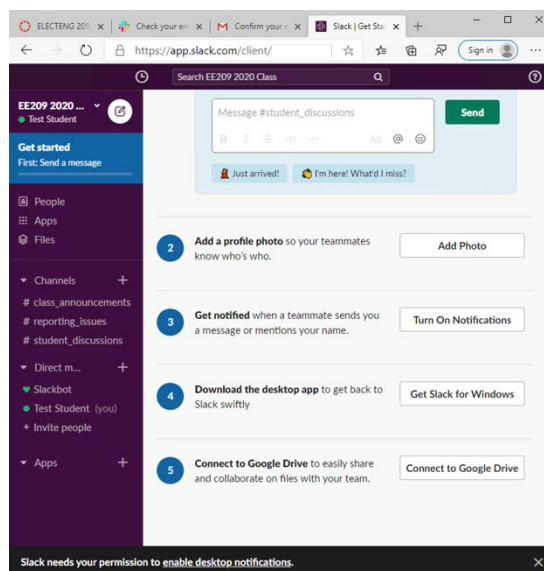 ELECTENG 209
Check your em
Confirm your e
Slack | Get Sta
https://app.slack.com/client/
Sign in
Search EE209 2020 Class
EE209 2020 ...
Test Student
Get started
First: Send a message
People
Apps
Files
Channels
# class_announcements
# reporting_issues
# student_discussions
Direct m...
Slackbot
Test Student (you)
+ Invite people
Apps
Message #student_discussions
Send
B I S </> ... Aa @
Just arrived!
I'm here! What'd I miss?
2
Add a profile photo so your teammates
know who's who.
Add Photo
3
Get notified when a teammate sends you
a message or mentions your name.
Turn On Notifications
4
Download the desktop app to get back to
Slack swiftly
Get Slack for Windows
5
Connect to Google Drive to easily share
and collaborate on files with your team.
Connect to Google Drive
Slack needs your permission to enable desktop notifications.